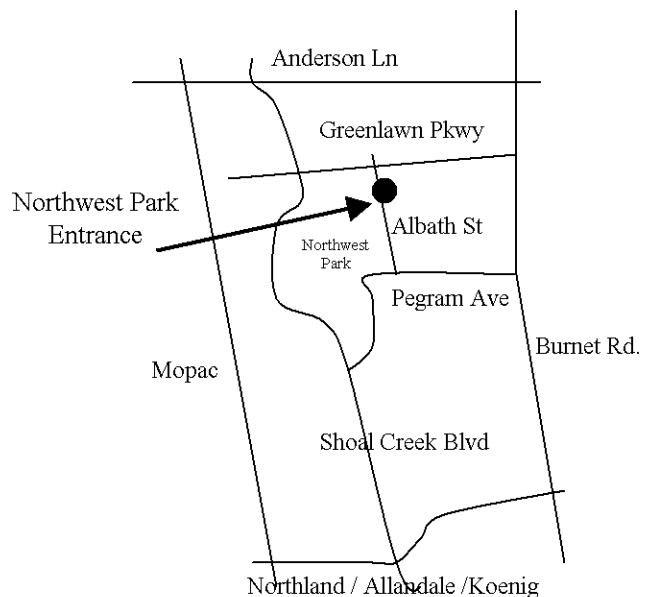 Anderson Ln
Greenlawn Pkwy
Northwest Park
Entrance
Albath St
Northwest
Park
Pegram Ave
Burnet Rd.
Mopac
Shoal Creek Blvd
Northland / Allandale /Koenig